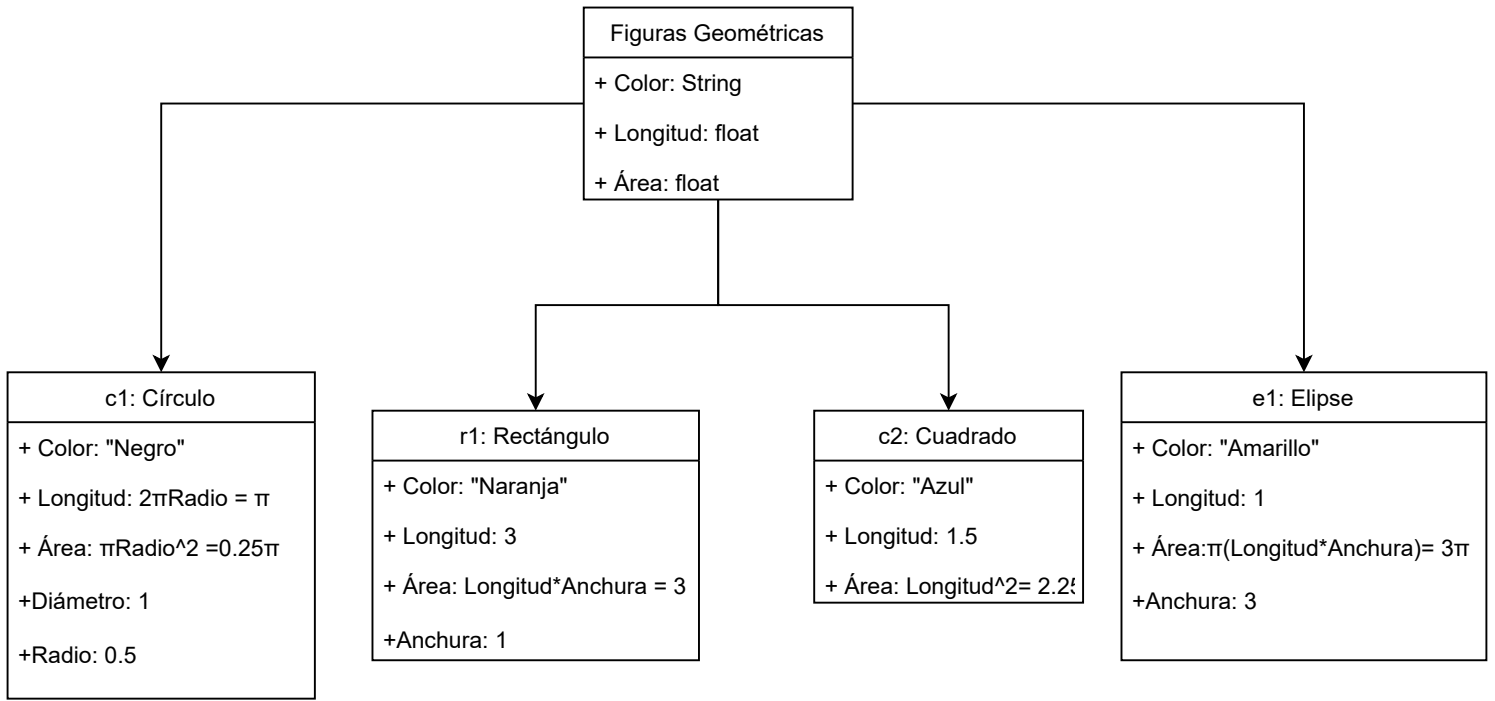 Figuras Geométricas
+ Color: String
+ Longitud: float
+ Área: float
c1: Círculo
+ Color: "Negro"
+ Longitud: 2πRadio = π
+ Área: πRadio^2 =0.25π
+Diámetro: 1
+Radio: 0.5
r1: Rectángulo
+ Color: "Naranja"
+ Longitud: 3
+ Área: Longitud*Anchura = 3
+Anchura: 1
c2: Cuadrado
+ Color: "Azul"
+ Longitud: 1.5
+ Área: Longitud^2= 2.25
e1: Elipse
+ Color: "Amarillo"
+ Longitud: 1
+ Área:π(Longitud*Anchura)= 3π
+Anchura: 3